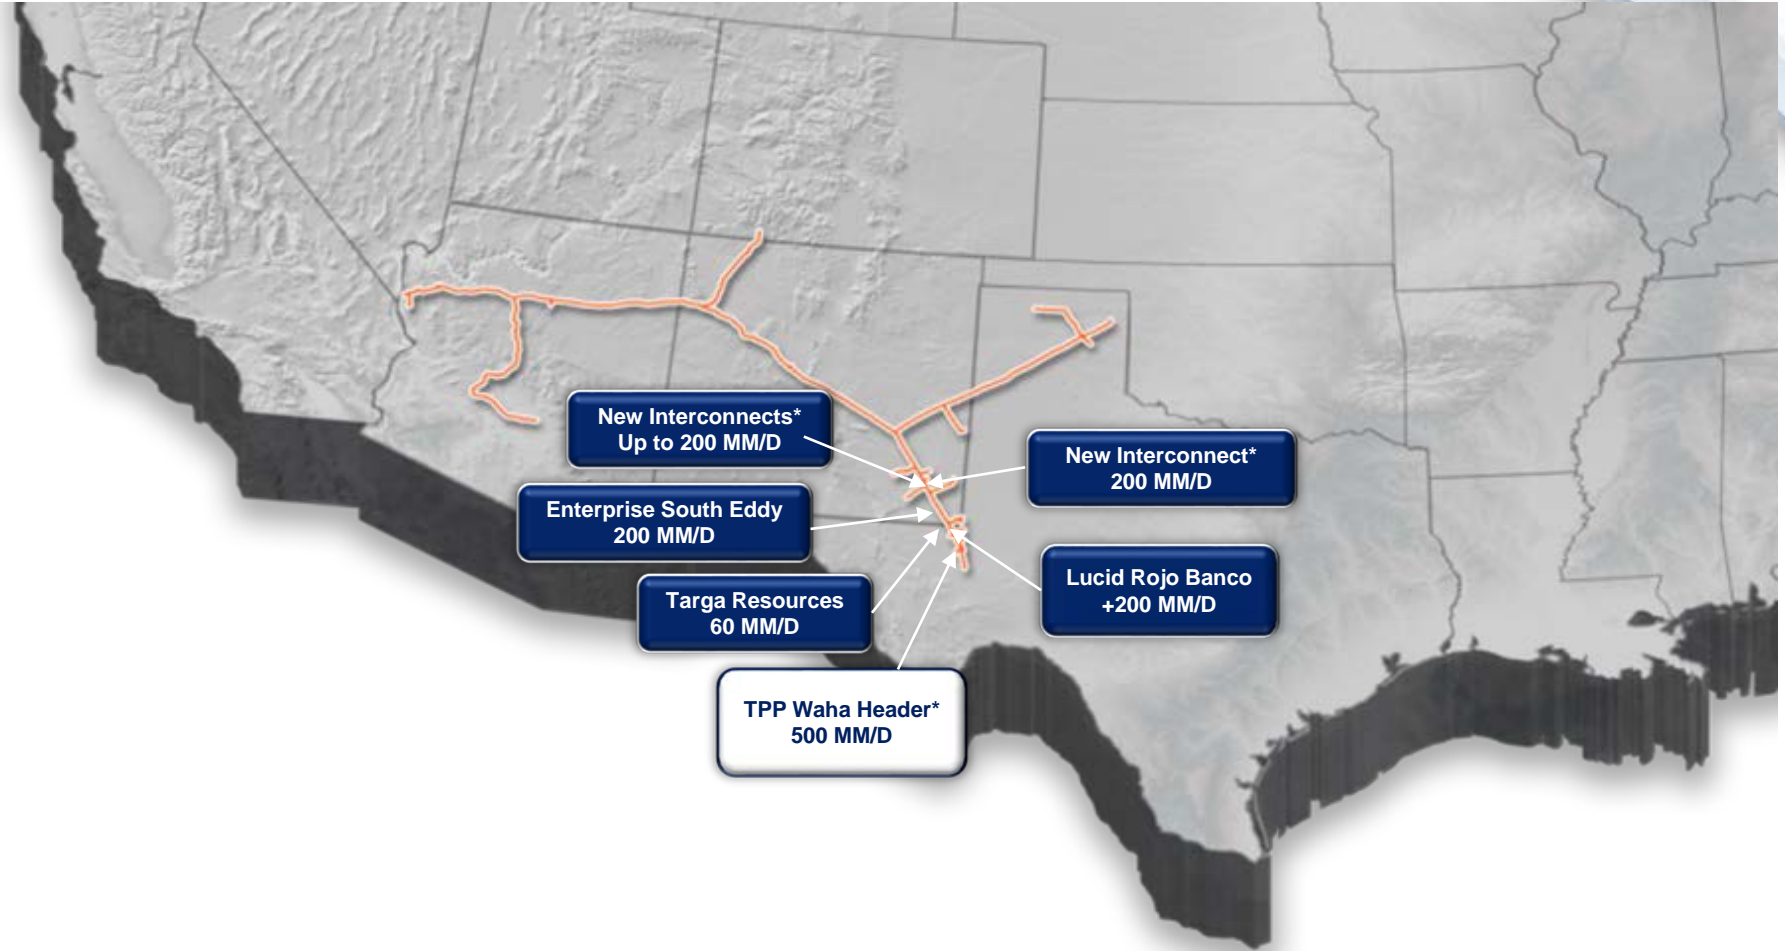 New Interconnects*
Up to 200 MM/D
New Interconnect*
200 MM/D
Enterprise South Eddy
200 MM/D
Lucid Rojo Banco
+200 MM/D
Targa Resources
60 MM/D
TPP Waha Header*
500 MM/D